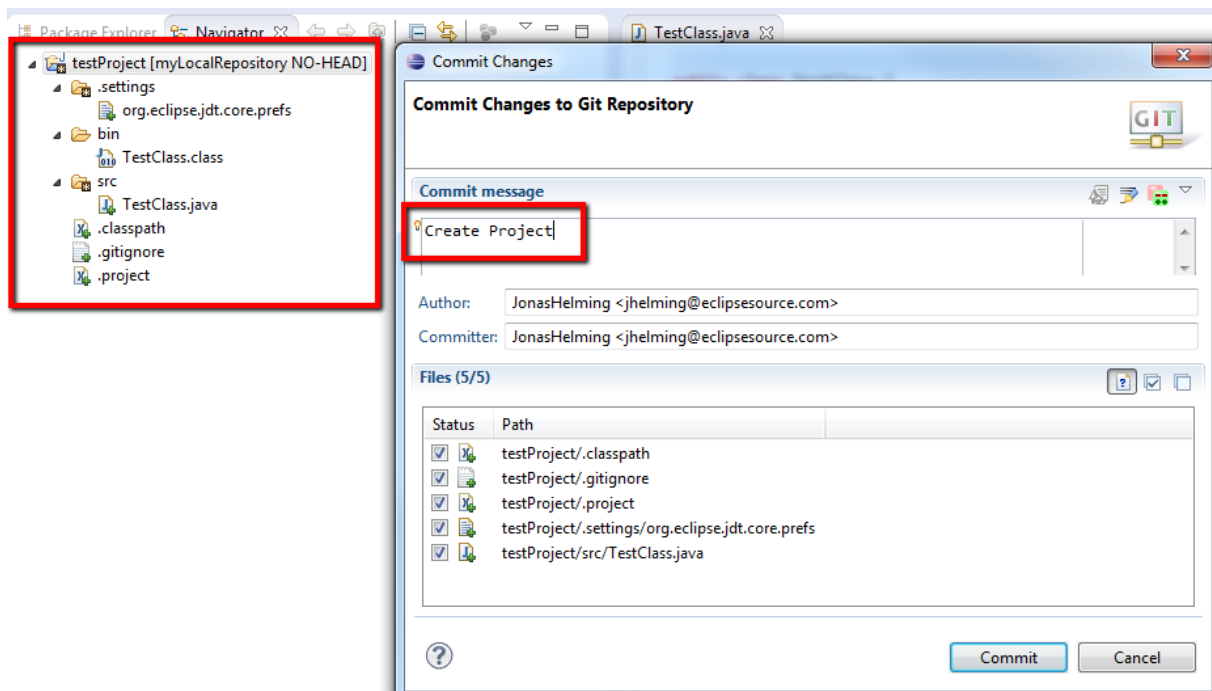 Package Explorer
Navigator
TestClass.java
testProject [myLocalRepository NO-HEAD]
.settings
org.eclipse.jdt.core.prefs
bin
010
TestClass.class
src
TestClass.java
.classpath
.gitignore
.project
Commit Changes
Commit Changes to Git Repository
GIT
Commit message
Create Project
Author: JonasHelming <jhelming@eclipsesource.com>
Committer: JonasHelming <jhelming@eclipsesource.com>
Files (5/5)
Status Path
testProject/.classpath
testProject/.gitignore
testProject/.project
testProject/.settings/org.eclipse.jdt.core.prefs
testProject/src/TestClass.java
Commit Cancel